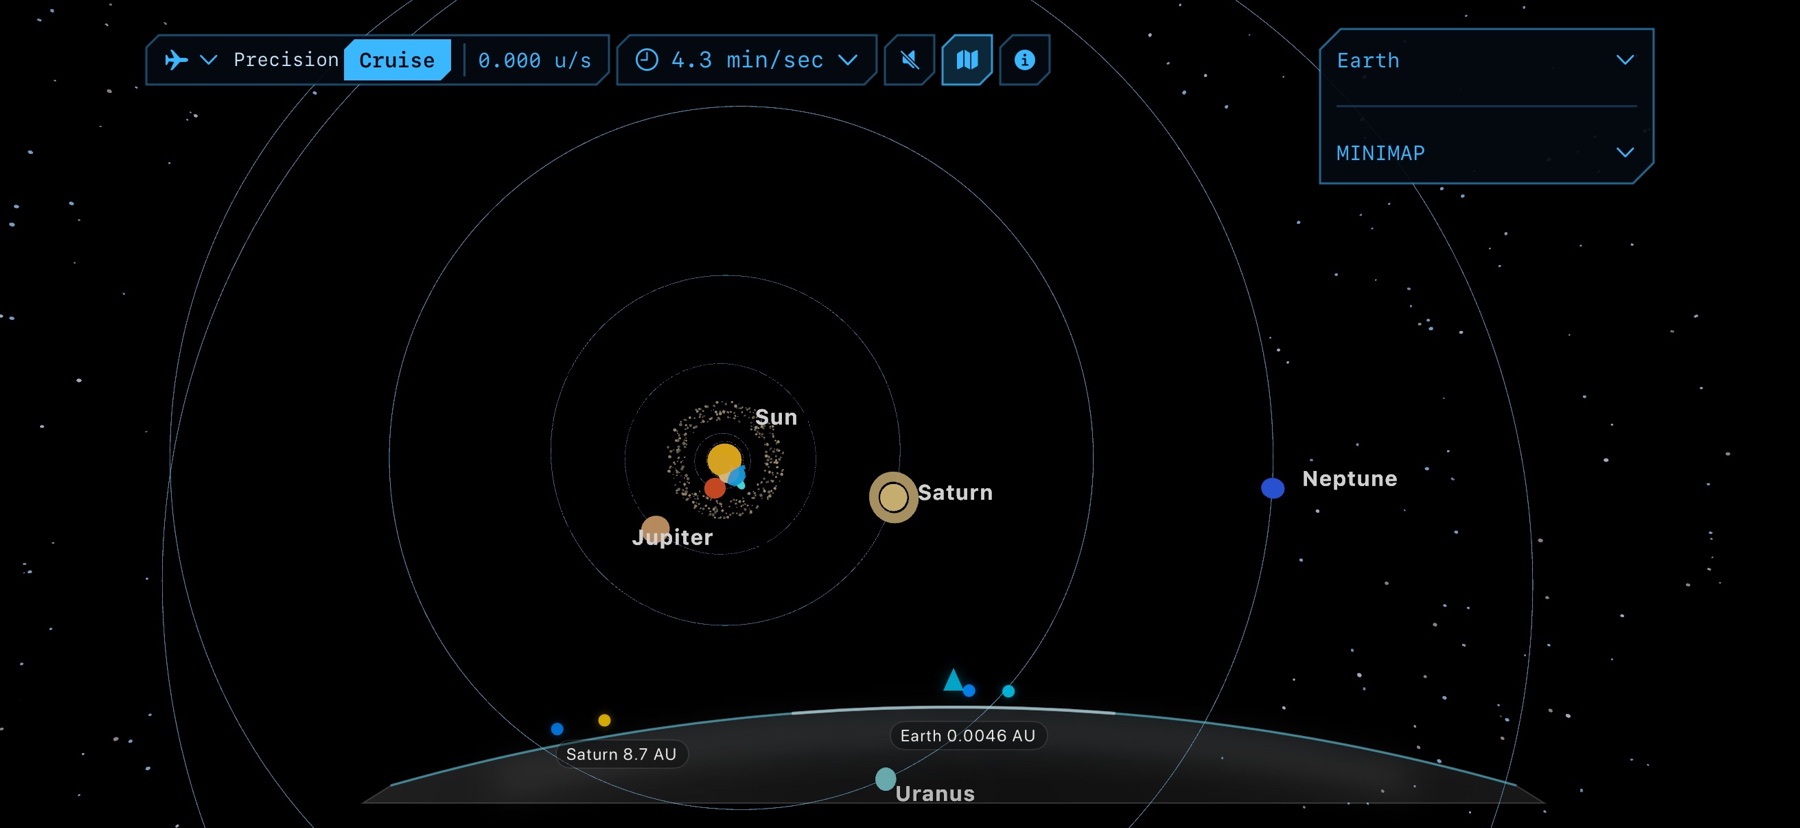 Precision Cruise 0.000 u/s 4.3 min/sec
Earth
MINIMAP
Sun
Neptune
Saturn
Jupiter
Earth 0.0046 AU
Saturn 8.7 AU
Uranus